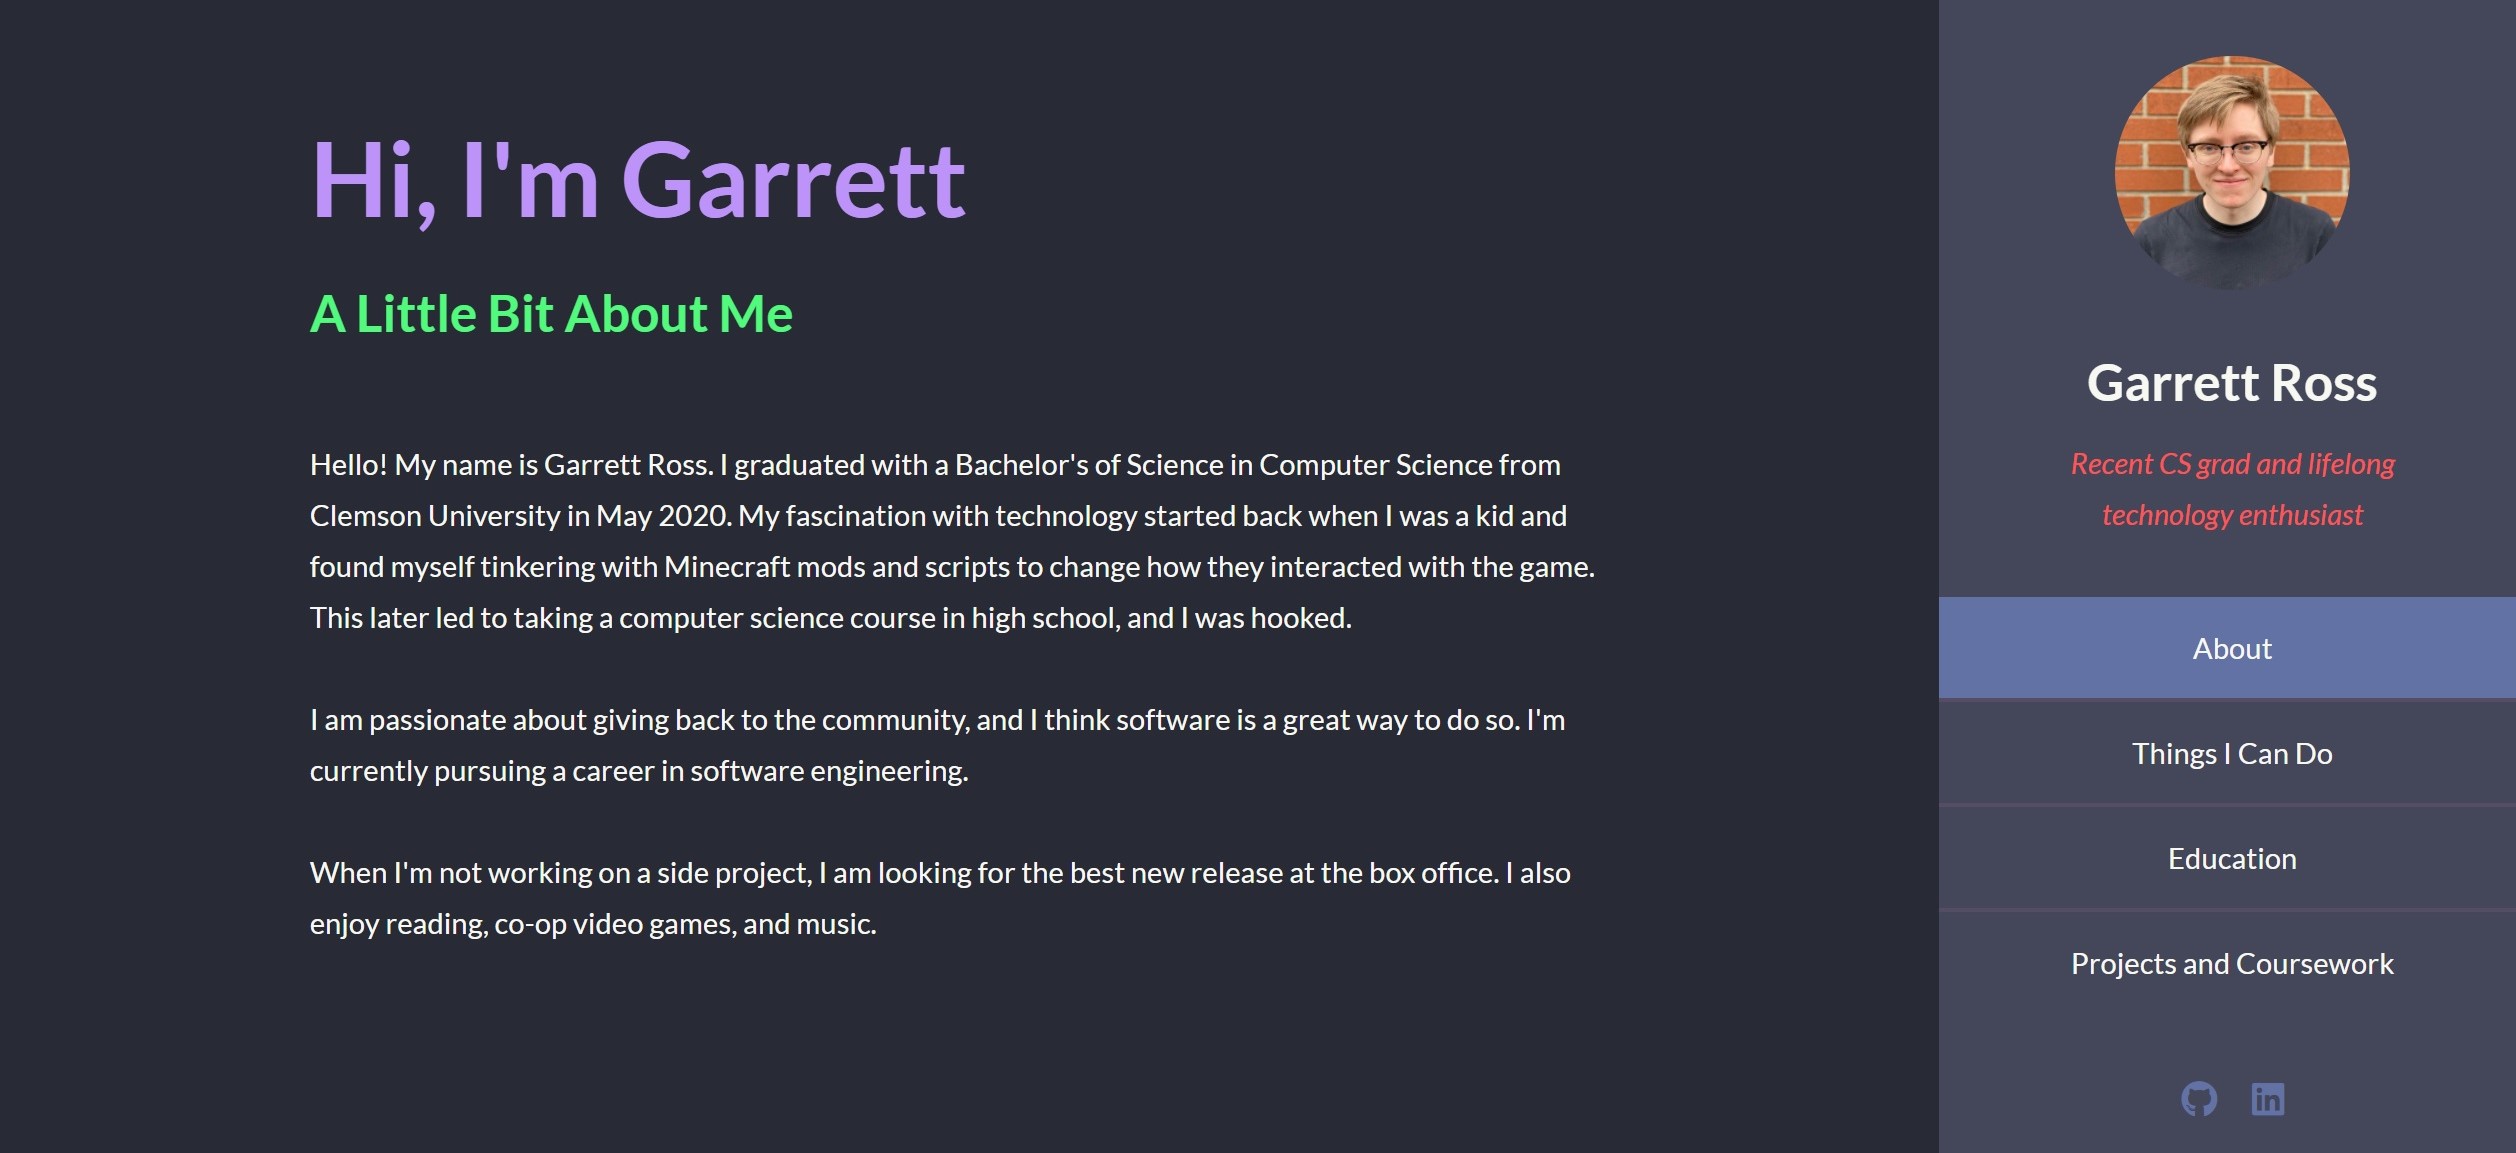 Hi, I'm Garrett
A Little Bit About Me
Hello! My name is Garrett Ross. I graduated with a Bachelor's of Science in Computer Science from
Clemson University in May 2020. My fascination with technology started back when I was a kid and
found myself tinkering with Minecraft mods and scripts to change how they interacted with the game.
This later led to taking a computer science course in high school, and I was hooked.
I am passionate about giving back to the community, and I think software is a great way to do so. I'm
currently pursuing a career in software engineering.
When I'm not working on a side project, I am looking for the best new release at the box office. I also
enjoy reading, co-op video games, and music.
Garrett Ross
Recent CS grad and lifelong
technology enthusiast
About
Things I Can Do
Education
Projects and Coursework
in